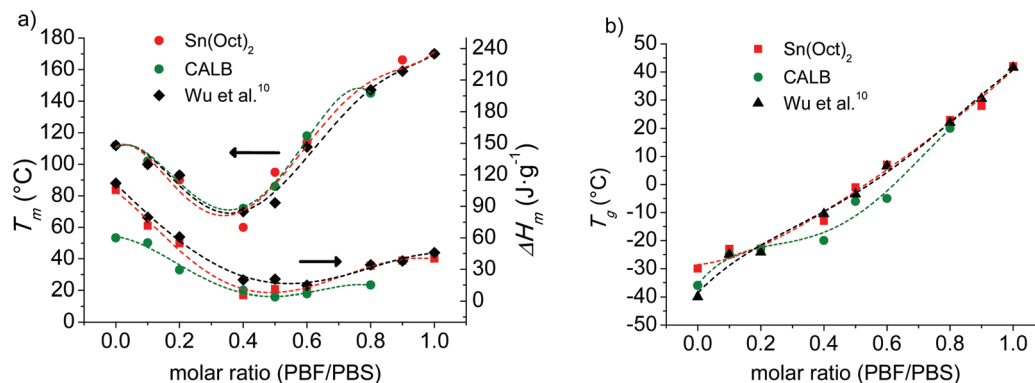 a)
180
160
140
120
100
80
60
40
20
0
T_m (°C)
Sn(Oct)₂
CALB
Wu et al.¹⁰
240
210
180
150
120
90
60
30
0
ΔH_m (J·g⁻¹)
0.0 0.2 0.4 0.6 0.8 1.0
molar ratio (PBF/PBS)
b)
50
40
30
20
10
0
-10
-20
-30
-40
-50
T_g (°C)
Sn(Oct)₂
CALB
Wu et al.¹⁰
0.0 0.2 0.4 0.6 0.8 1.0
molar ratio (PBF/PBS)